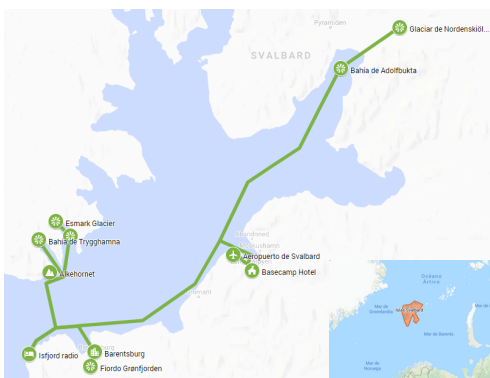 Pyramiden
Glaciar de Nordenskiöl...
SVALBARD
Bahía de Adolfbukta
Esmark Glacier
Bahía de Trygghamna
Alkehornet
Aeropuerto de Svalbard
Basecamp Hotel
Isfjord radio
Barentsburg
Fiordo Grønfjorden
Océano
Ártico
Mar de
Groenlandia
Mar de Barents
Mar de
Noruega